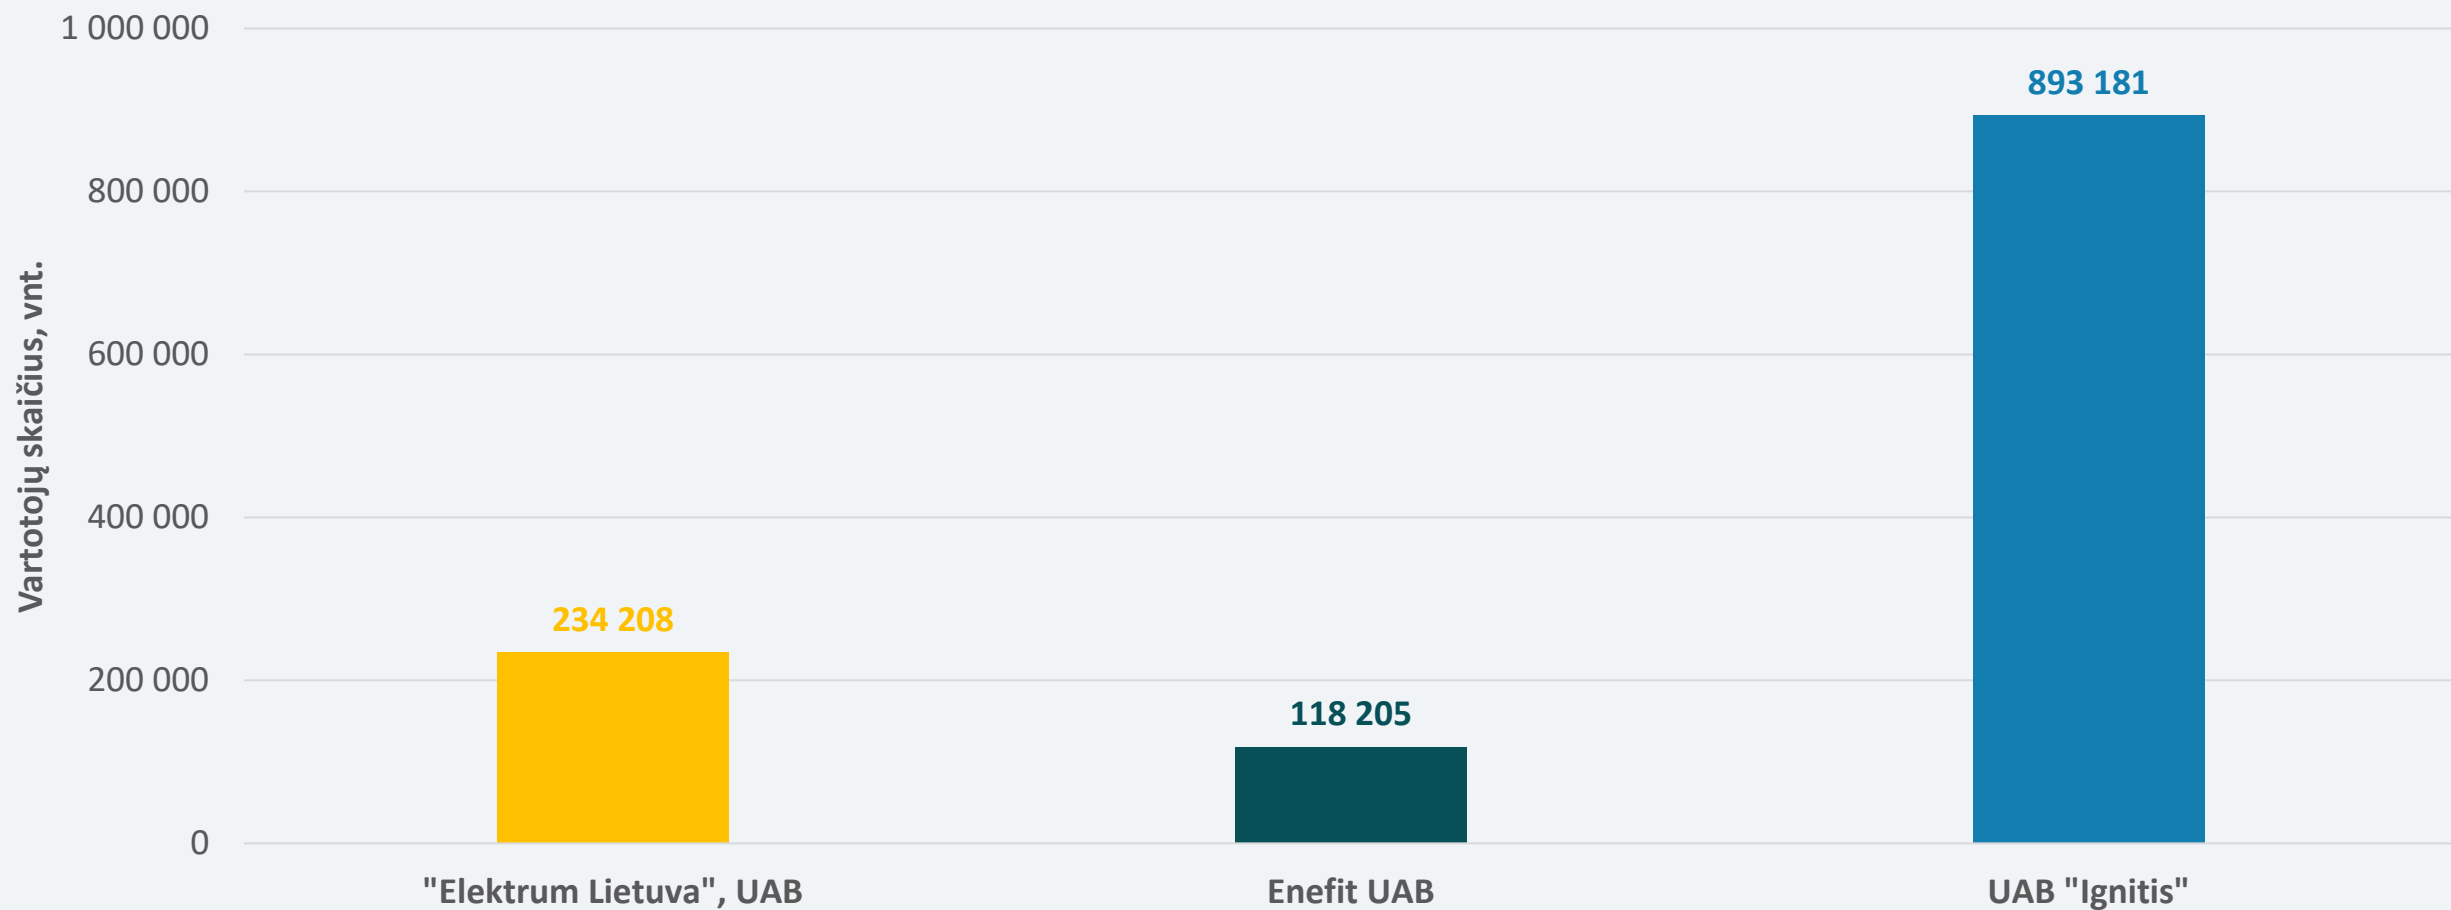 Vartotojų skaičius, vnt.
1 000 000
800 000
600 000
400 000
200 000
0
234 208
118 205
893 181
"Elektrum Lietuva", UAB
Enefit UAB
UAB "Ignitis"